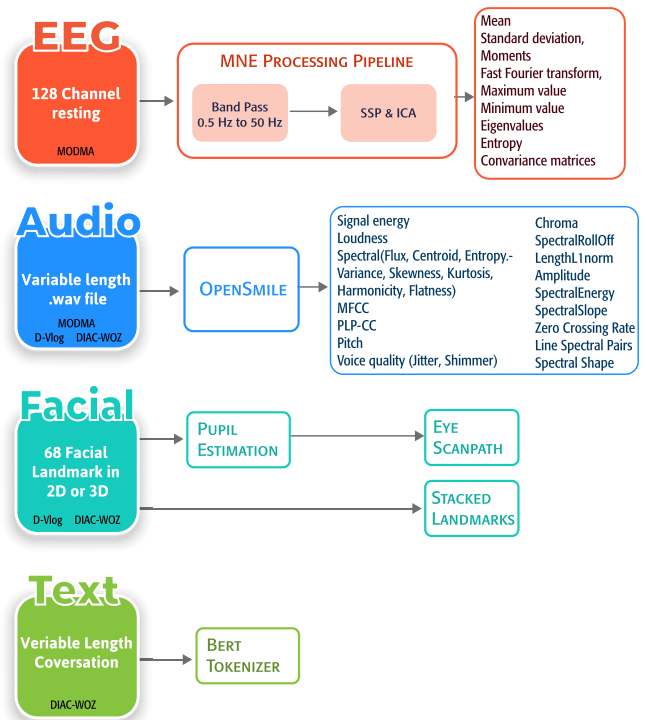 EEG
128 Channel
resting
MODMA
MNE PROCESSING PIPELINE
Band Pass
0.5 Hz to 50 Hz
SSP & ICA
Mean
Standard deviation,
Moments
Fast Fourier transform,
Maximum value
Minimum value
Eigenvalues
Entropy
Convariance matrices
Audio
Variable length
.wav file
MODMA
D-Vlog DIAC-WOZ
OPENSMILE
Signal energy
Loudness
Spectral(Flux, Centroid, Entropy.-
Variance, Skewness, Kurtosis,
Harmonicity, Flatness)
MFCC
PLP-CC
Pitch
Voice quality (Jitter, Shimmer)
Chroma
SpectralRollOff
LengthL1norm
Amplitude
SpectralEnergy
SpectralSlope
Zero Crossing Rate
Line Spectral Pairs
Spectral Shape
Facial
68 Facial
Landmark in
2D or 3D
D-Vlog DIAC-WOZ
PUPIL
ESTIMATION
EYE
SCANPATH
STACKED
LANDMARKS
Text
Veriable Length
Coversation
DIAC-WOZ
BERT
TOKENIZER